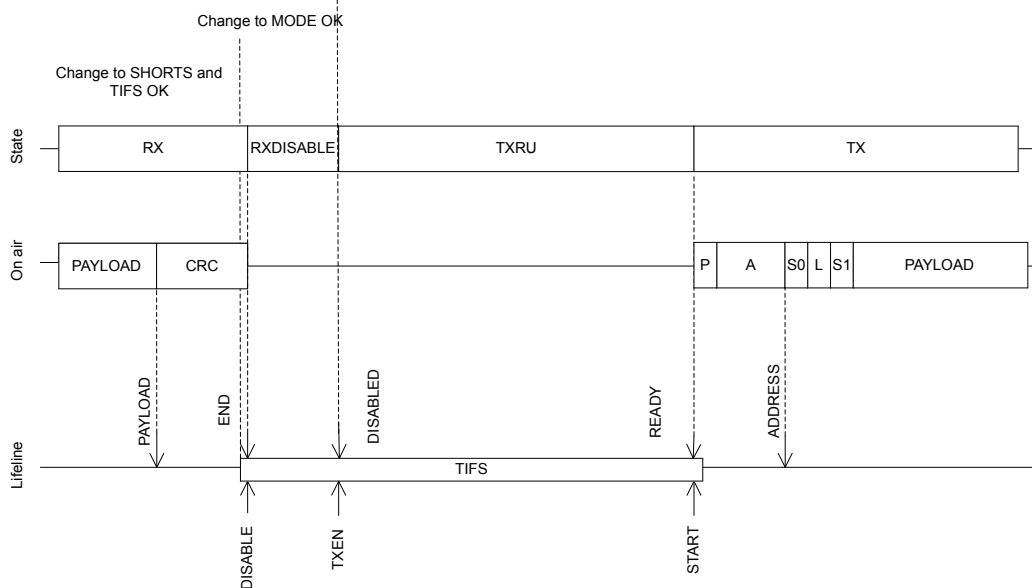 Change to MODE OK
Change to SHORTS and
TIFS OK
State
RX
RXDISABLE
TXRU
TX
On air
PAYLOAD
CRC
P
A
S0
L
S1
PAYLOAD
PAYLOAD
END
DISABLED
READY
ADDRESS
Lifeline
TIFS
DISABLE
TXEN
START